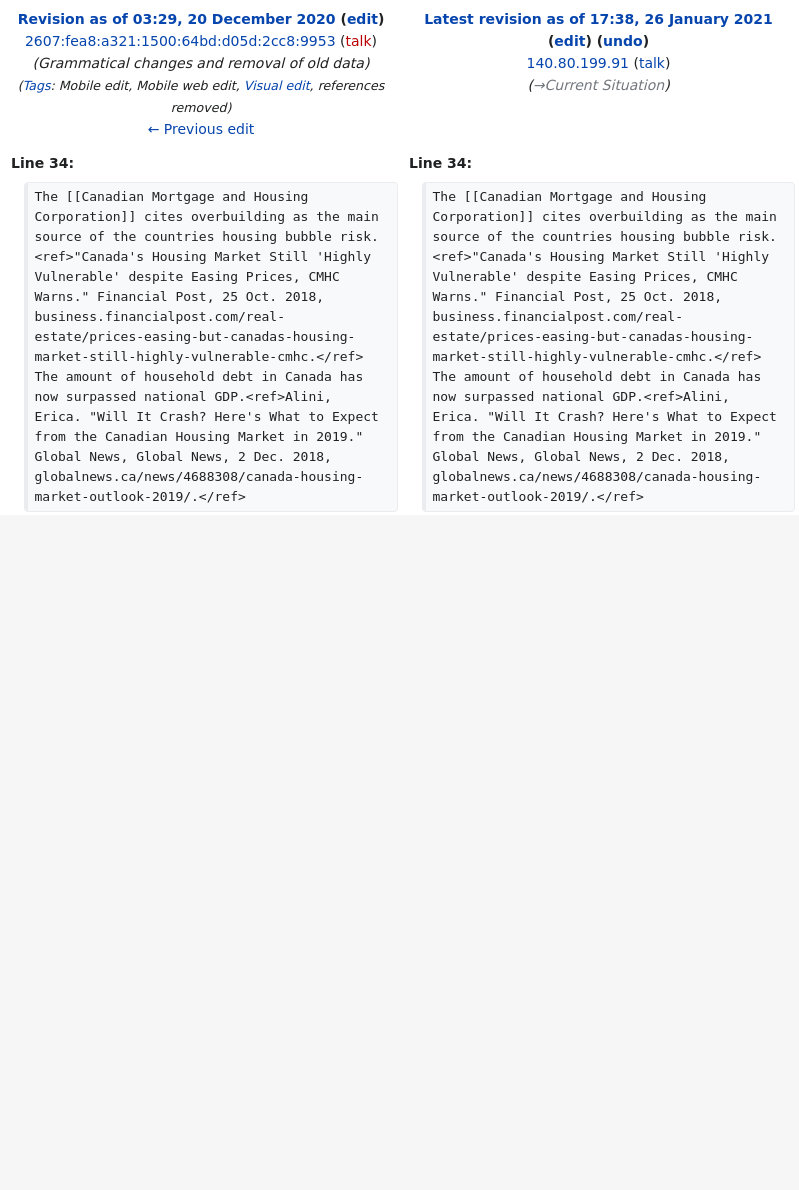 Revision as of 03:29, 20 December 2020 (edit)
2607:fea8:a321:1500:64bd:d05d:2cc8:9953 (talk)
(Grammatical changes and removal of old data)
(Tags: Mobile edit, Mobile web edit, Visual edit, references
removed)
← Previous edit
Latest revision as of 17:38, 26 January 2021
(edit) (undo)
140.80.199.91 (talk)
(→Current Situation)
Line 34:
The [[Canadian Mortgage and Housing
Corporation]] cites overbuilding as the main
source of the countries housing bubble risk.
<ref>"Canada's Housing Market Still 'Highly
Vulnerable' despite Easing Prices, CMHC
Warns." Financial Post, 25 Oct. 2018,
business.financialpost.com/real-
estate/prices-easing-but-canadas-housing-
market-still-highly-vulnerable-cmhc.</ref>
The amount of household debt in Canada has
now surpassed national GDP.<ref>Alini,
Erica. "Will It Crash? Here's What to Expect
from the Canadian Housing Market in 2019."
Global News, Global News, 2 Dec. 2018,
globalnews.ca/news/4688308/canada-housing-
market-outlook-2019/.</ref>
Line 34:
The [[Canadian Mortgage and Housing
Corporation]] cites overbuilding as the main
source of the countries housing bubble risk.
<ref>"Canada's Housing Market Still 'Highly
Vulnerable' despite Easing Prices, CMHC
Warns." Financial Post, 25 Oct. 2018,
business.financialpost.com/real-
estate/prices-easing-but-canadas-housing-
market-still-highly-vulnerable-cmhc.</ref>
The amount of household debt in Canada has
now surpassed national GDP.<ref>Alini,
Erica. "Will It Crash? Here's What to Expect
from the Canadian Housing Market in 2019."
Global News, Global News, 2 Dec. 2018,
globalnews.ca/news/4688308/canada-housing-
market-outlook-2019/.</ref>